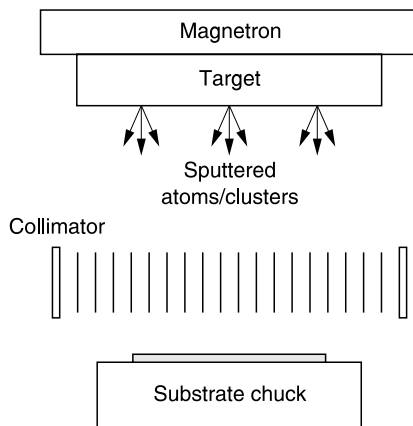 Magnetron
Target
Sputtered
atoms/clusters
Collimator
Substrate chuck